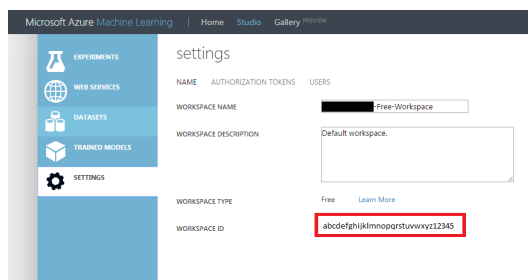 Microsoft Azure Machine Learning | Home Studio Gallery PREVIEW
EXPERIMENTS
WEB SERVICES
DATASETS
TRAINED MODELS
SETTINGS
settings
NAME AUTHORIZATION TOKENS USERS
WORKSPACE NAME -Free-Workspace
WORKSPACE DESCRIPTION Default workspace.
WORKSPACE TYPE Free Learn More
WORKSPACE ID abcdefghijklmnopqrstuvwxyz12345